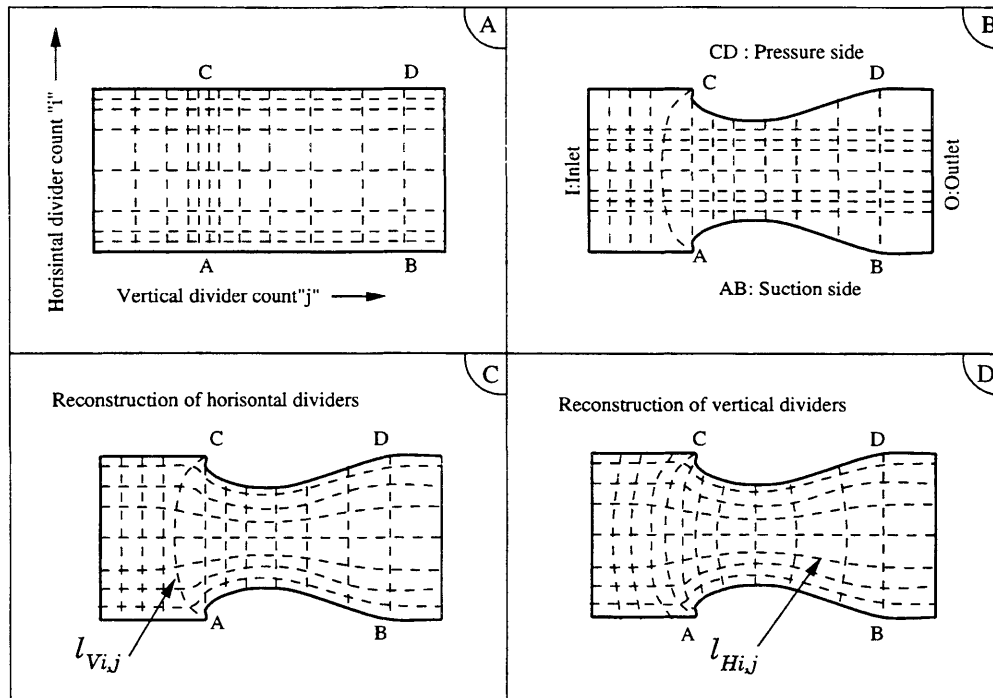 A
Horisintal divider count "i"
C
D
A
B
Vertical divider count"j"
B
CD : Pressure side
C
D
I:Inlet
O:Outlet
A
B
AB: Suction side
C
Reconstruction of horisontal dividers
C
D
A
B
l_{Vi,j}
D
Reconstruction of vertical dividers
C
D
A
B
l_{Hi,j}